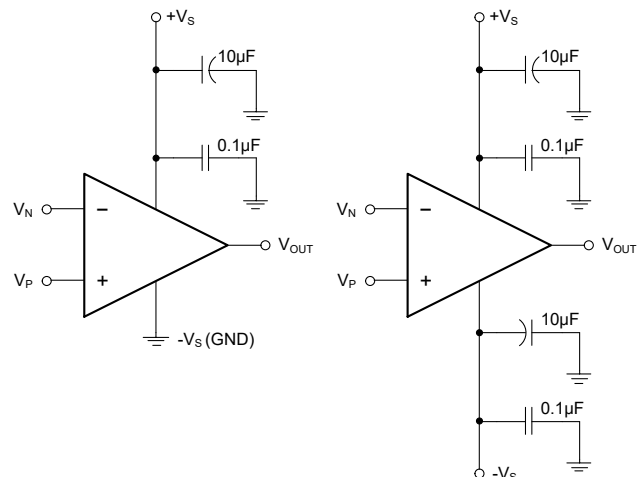 +VS
10µF
0.1µF
VN
−
VOUT
VP
+
-VS (GND)
+VS
10µF
0.1µF
VN
−
VOUT
VP
+
10µF
0.1µF
-VS